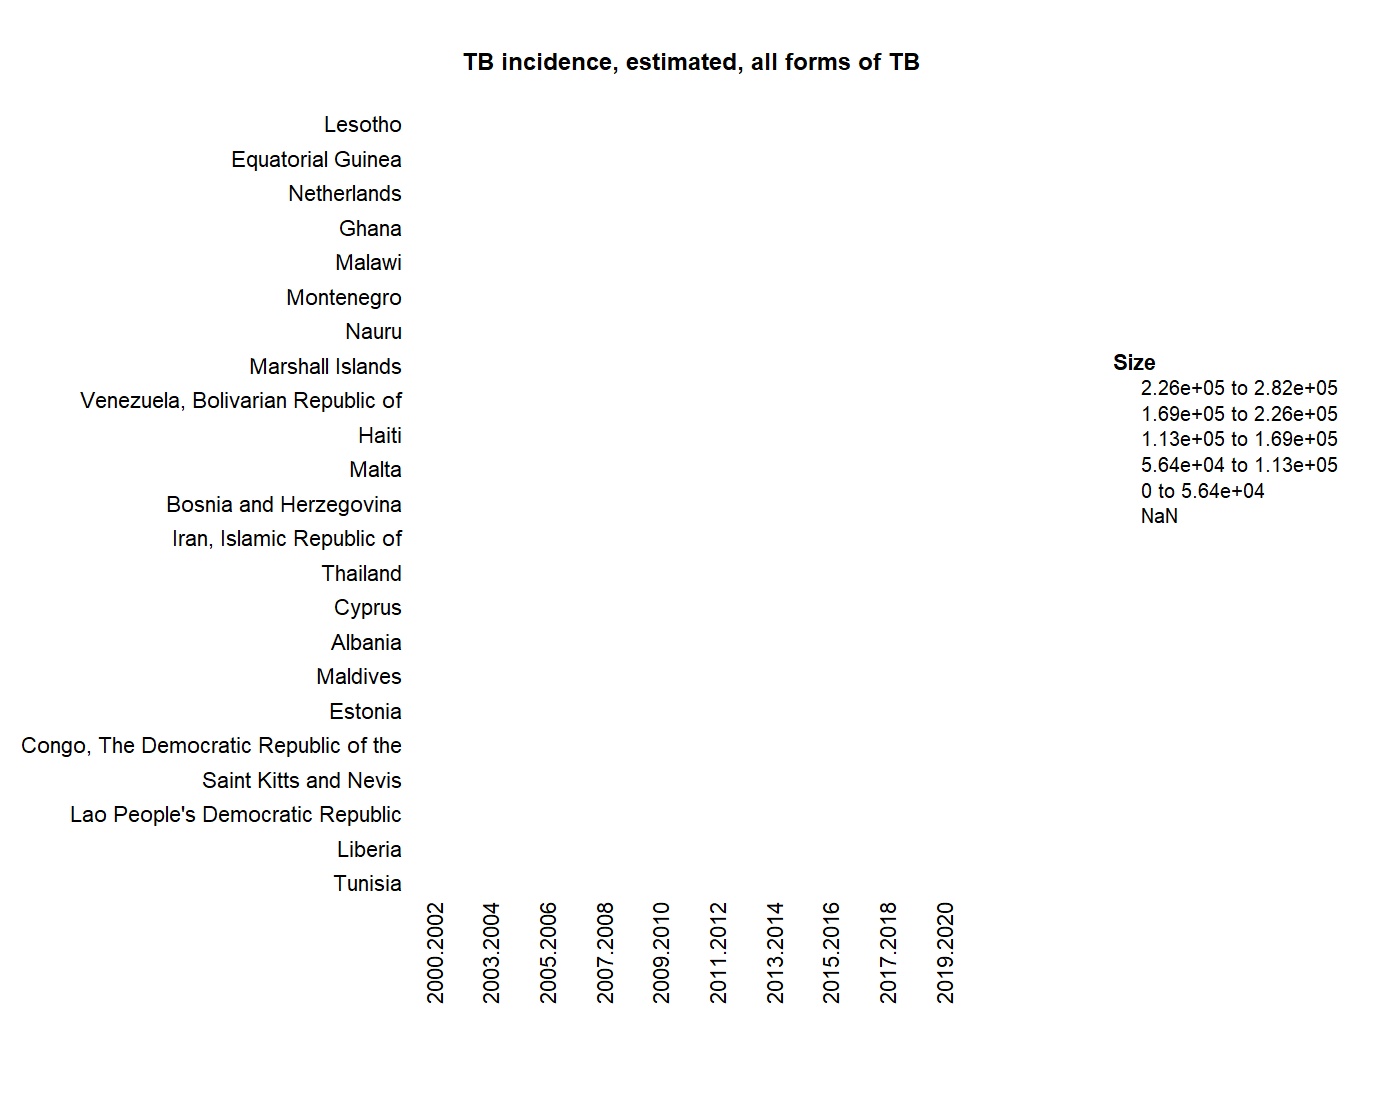 TB incidence, estimated, all forms of TB
Lesotho
Equatorial Guinea
Netherlands
Ghana
Malawi
Montenegro
Nauru
Marshall Islands
Venezuela, Bolivarian Republic of
Haiti
Malta
Bosnia and Herzegovina
Iran, Islamic Republic of
Thailand
Cyprus
Albania
Maldives
Estonia
Congo, The Democratic Republic of the
Saint Kitts and Nevis
Lao People's Democratic Republic
Liberia
Tunisia
2000.2002
2003.2004
2005.2006
2007.2008
2009.2010
2011.2012
2013.2014
2015.2016
2017.2018
2019.2020
Size
2.26e+05 to 2.82e+05
1.69e+05 to 2.26e+05
1.13e+05 to 1.69e+05
5.64e+04 to 1.13e+05
0 to 5.64e+04
NaN